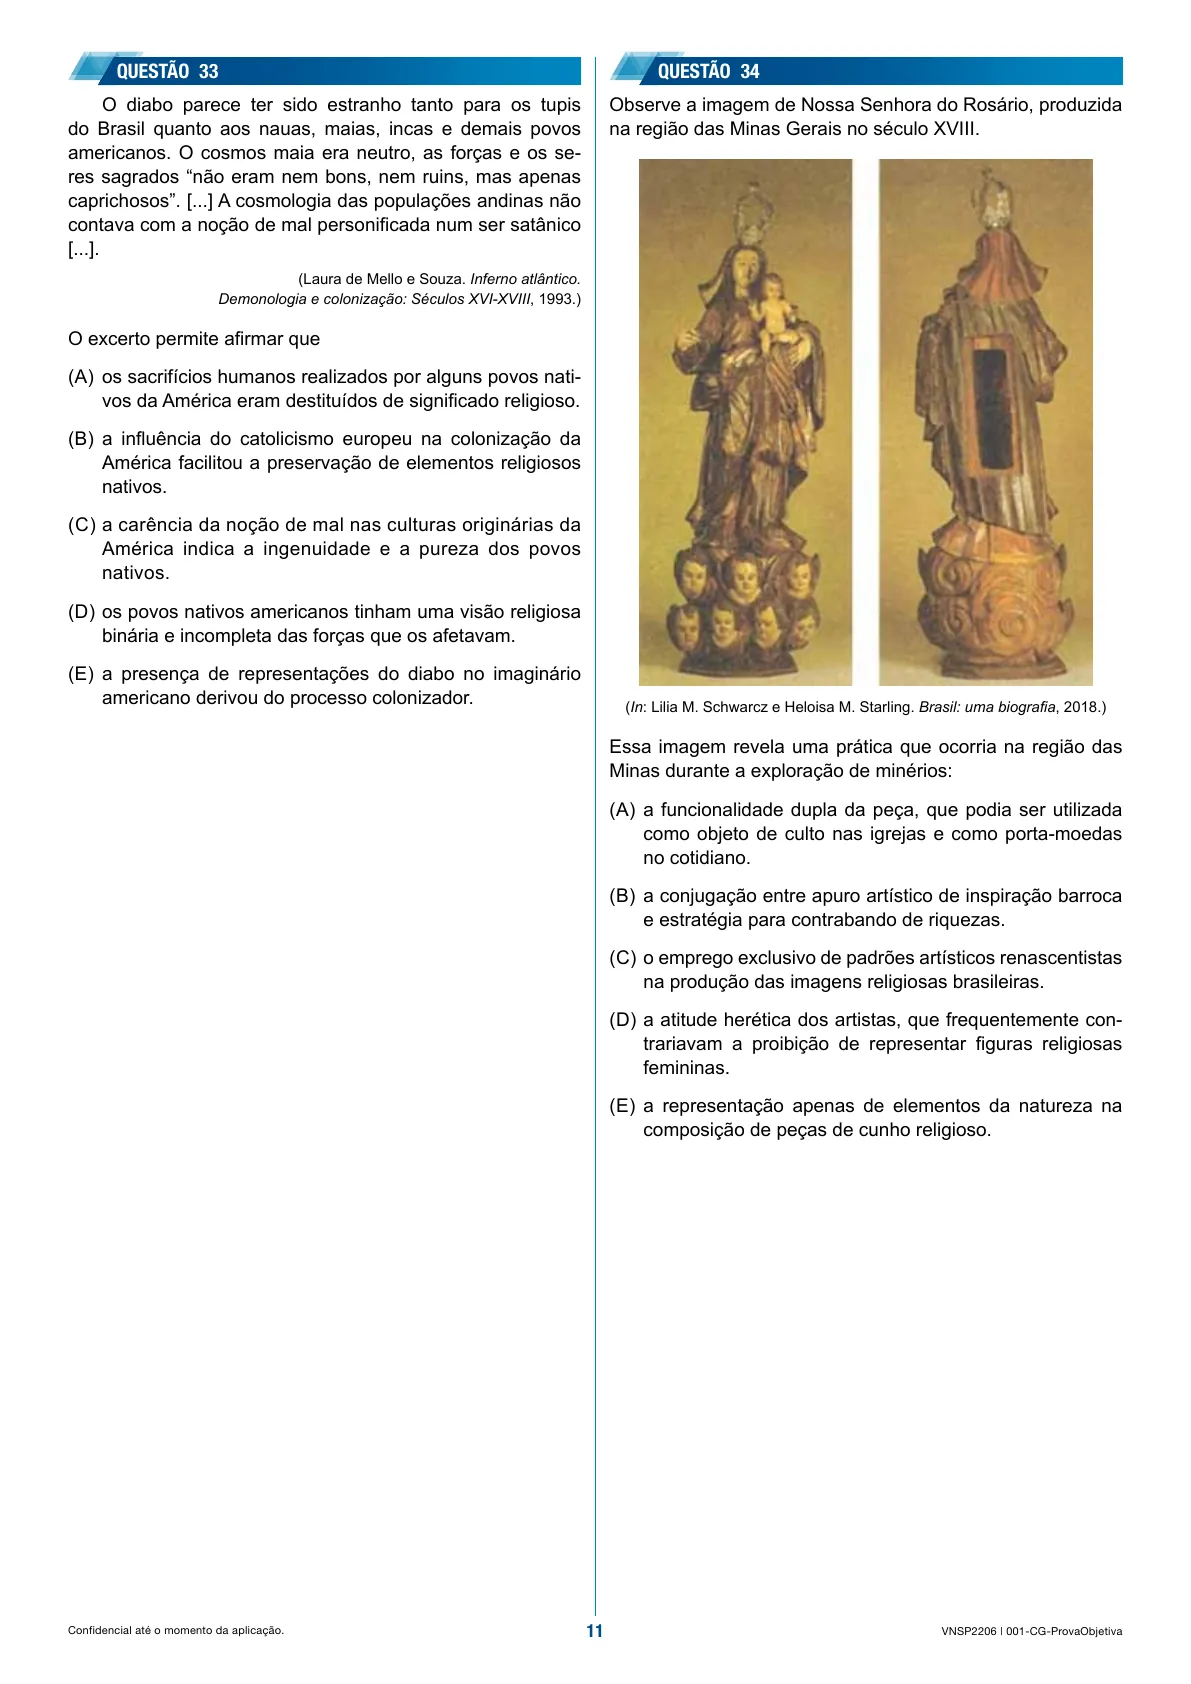 QUESTÃO 33
O diabo parece ter sido estranho tanto para os tupis
do Brasil quanto aos nauas, maias, incas e demais povos
americanos. O cosmos maia era neutro, as forças e os se-
res sagrados “não eram nem bons, nem ruins, mas apenas
caprichosos”. [...] A cosmologia das populações andinas não
contava com a noção de mal personificada num ser satânico
[...].
(Laura de Mello e Souza. Inferno atlântico.
Demonologia e colonização: Séculos XVI-XVIII, 1993.)
O excerto permite afirmar que
(A) os sacrifícios humanos realizados por alguns povos nati-
vos da América eram destituídos de significado religioso.
(B) a influência do catolicismo europeu na colonização da
América facilitou a preservação de elementos religiosos
nativos.
(C) a carência da noção de mal nas culturas originárias da
América indica a ingenuidade e a pureza dos povos
nativos.
(D) os povos nativos americanos tinham uma visão religiosa
binária e incompleta das forças que os afetavam.
(E) a presença de representações do diabo no imaginário
americano derivou do processo colonizador.
QUESTÃO 34
Observe a imagem de Nossa Senhora do Rosário, produzida
na região das Minas Gerais no século XVIII.
(In: Lilia M. Schwarcz e Heloisa M. Starling. Brasil: uma biografia, 2018.)
Essa imagem revela uma prática que ocorria na região das
Minas durante a exploração de minérios:
(A) a funcionalidade dupla da peça, que podia ser utilizada
como objeto de culto nas igrejas e como porta-moedas
no cotidiano.
(B) a conjugação entre apuro artístico de inspiração barroca
e estratégia para contrabando de riquezas.
(C) o emprego exclusivo de padrões artísticos renascentistas
na produção das imagens religiosas brasileiras.
(D) a atitude herética dos artistas, que frequentemente con-
trariavam a proibição de representar figuras religiosas
femininas.
(E) a representação apenas de elementos da natureza na
composição de peças de cunho religioso.
Confidencial até o momento da aplicação.
11
VNSP2206 | 001-CG-ProvaObjetiva